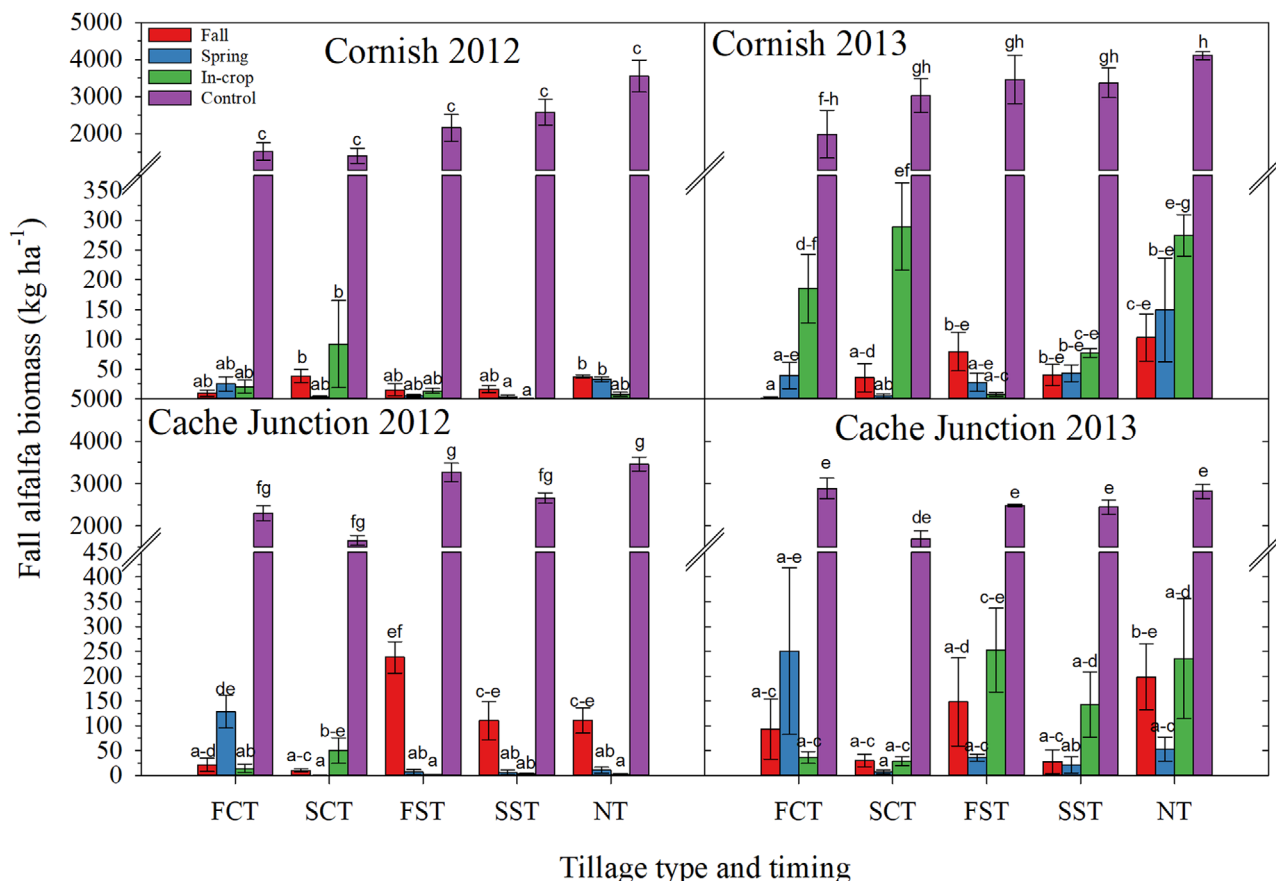 5000
4000
3000
2000
350
300
250
200
150
100
50
5000
4000
3000
2000
450
400
350
300
250
200
150
100
50
0
Fall alfalfa biomass (kg ha⁻¹)
Fall
Spring
In-crop
Control
Cornish 2012
ab ab ab c
b ab b c
ab ab ab c
ab a a c
b b ab c
Cornish 2013
a a-e d-f f-h
a-d ab ef gh
b-e a-e a-c gh
b-e b-e c-e gh
c-e b-e e-g h
Cache Junction 2012
a-d de ab fg
a-c a b-e fg
ef ab a g
c-e ab ab fg
c-e ab a g
Cache Junction 2013
a-c a-e a-c e
a-c a a-c de
a-d a-c c-e e
a-c ab a-d e
b-e a-c a-d e
FCT SCT FST SST NT
FCT SCT FST SST NT
Tillage type and timing